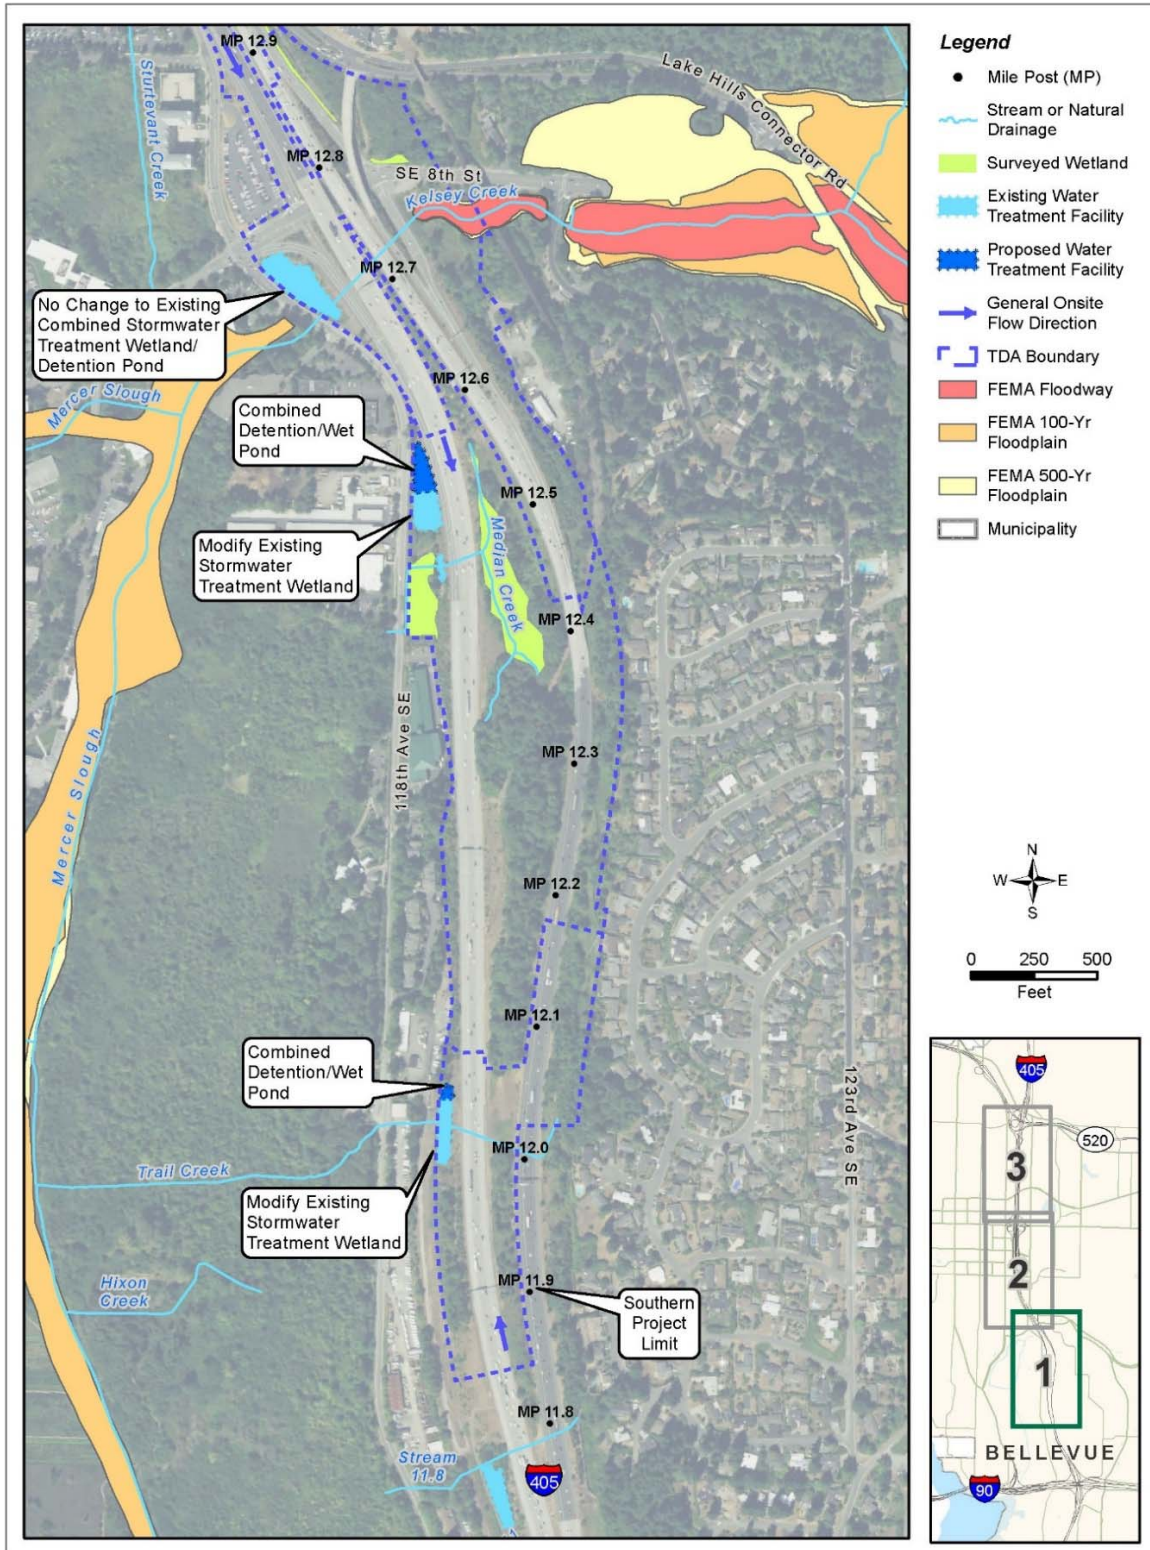 MP 12.9
Sturtevant Creek
Lake Hills Connector Rd
MP 12.8
SE 8th St
Kelsey Creek
MP 12.7
No Change to Existing
Combined Stormwater
Treatment Wetland/
Detention Pond
Mercer Slough
MP 12.6
Combined
Detention/Wet
Pond
MP 12.5
Modify Existing
Stormwater
Treatment Wetland
Median Creek
MP 12.4
118th Ave SE
MP 12.3
Mercer Slough
MP 12.2
MP 12.1
Combined
Detention/Wet
Pond
123rd Ave SE
MP 12.0
Trail Creek
Modify Existing
Stormwater
Treatment Wetland
Hixon
Creek
MP 11.9
Southern
Project
Limit
MP 11.8
Stream
11.8
405
Legend
Mile Post (MP)
Stream or Natural
Drainage
Surveyed Wetland
Existing Water
Treatment Facility
Proposed Water
Treatment Facility
General Onsite
Flow Direction
TDA Boundary
FEMA Floodway
FEMA 100-Yr
Floodplain
FEMA 500-Yr
Floodplain
Municipality
N
W E
S
0 250 500
Feet
405
520
3
2
1
BELLEVUE
90